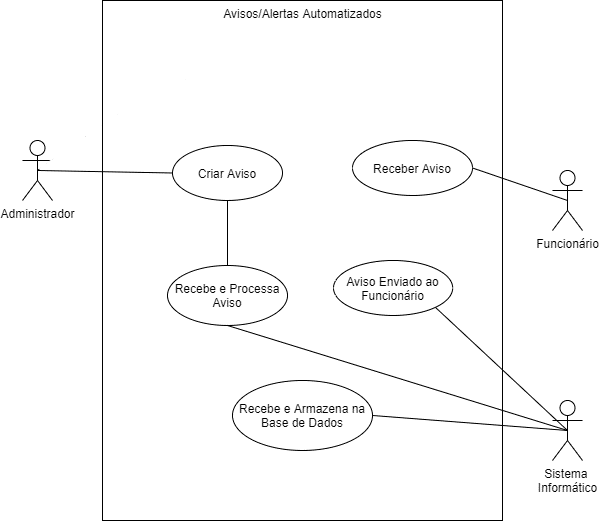 Avisos/Alertas Automatizados
Criar Aviso
Receber Aviso
Administrador
Funcionário
Recebe e Processa
Aviso
Aviso Enviado ao
Funcionário
Recebe e Armazena na
Base de Dados
Sistema
Informático